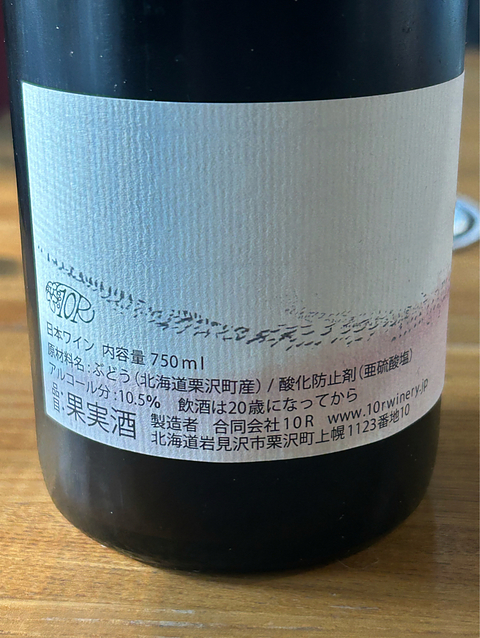 10R
日本ワイン 内容量 750ml
原材料名:ぶどう(北海道栗沢町産)/酸化防止剤(亜硫酸塩)
アルコール分:10.5% 飲酒は20歳になってから
品目:果実酒 製造者 合同会社10R www.10rwinery.jp
北海道岩見沢市栗沢町上幌1123番地10